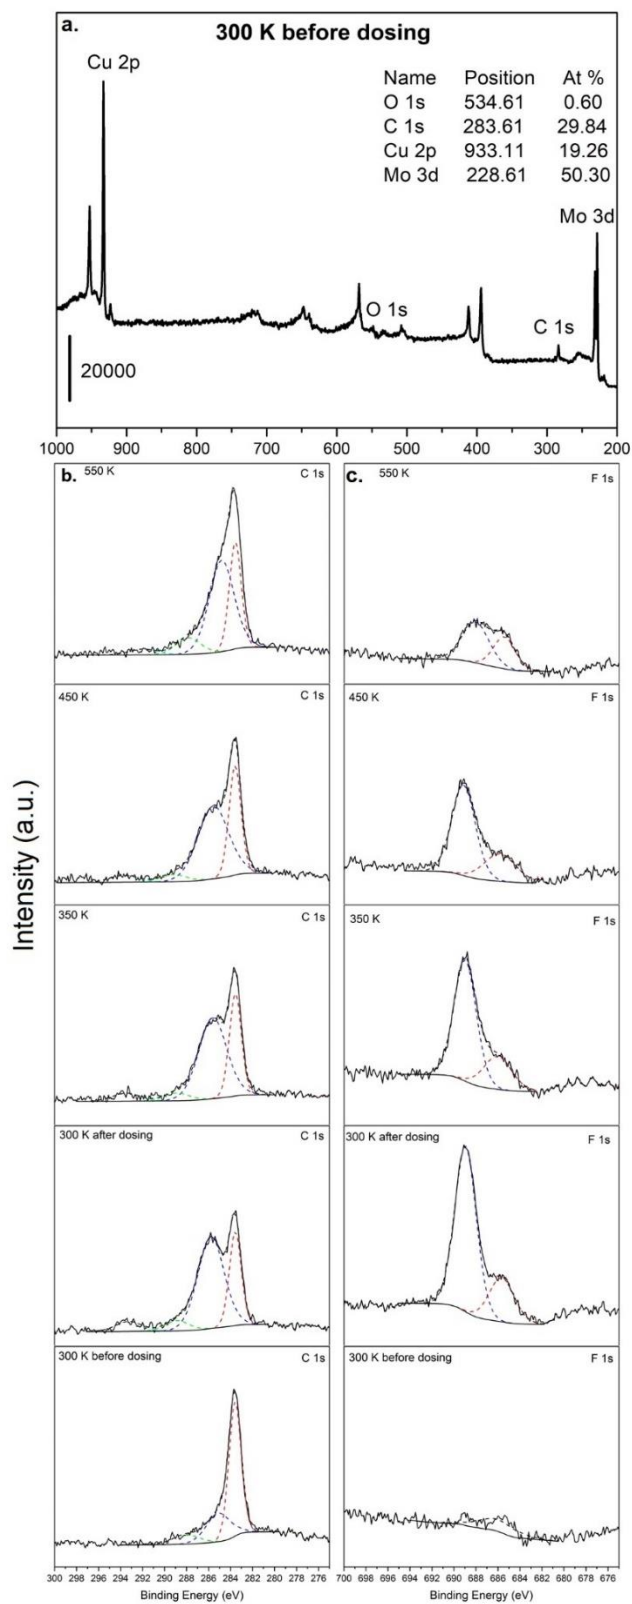 a. 300 K before dosing
Cu 2p
Name Position At %
O 1s 534.61 0.60
C 1s 283.61 29.84
Cu 2p 933.11 19.26
Mo 3d 228.61 50.30
Mo 3d
O 1s
C 1s
20000
1000 900 800 700 600 500 400 300 200
b. 550 K C 1s
c. 550 K F 1s
450 K C 1s
450 K F 1s
350 K C 1s
350 K F 1s
300 K after dosing C 1s
300 K after dosing F 1s
300 K before dosing C 1s
300 K before dosing F 1s
Intensity (a.u.)
300 298 296 294 292 290 288 286 284 282 280 278 276
700 698 696 694 692 690 688 686 684 682 680 678 676
Binding Energy (eV)
Binding Energy (eV)